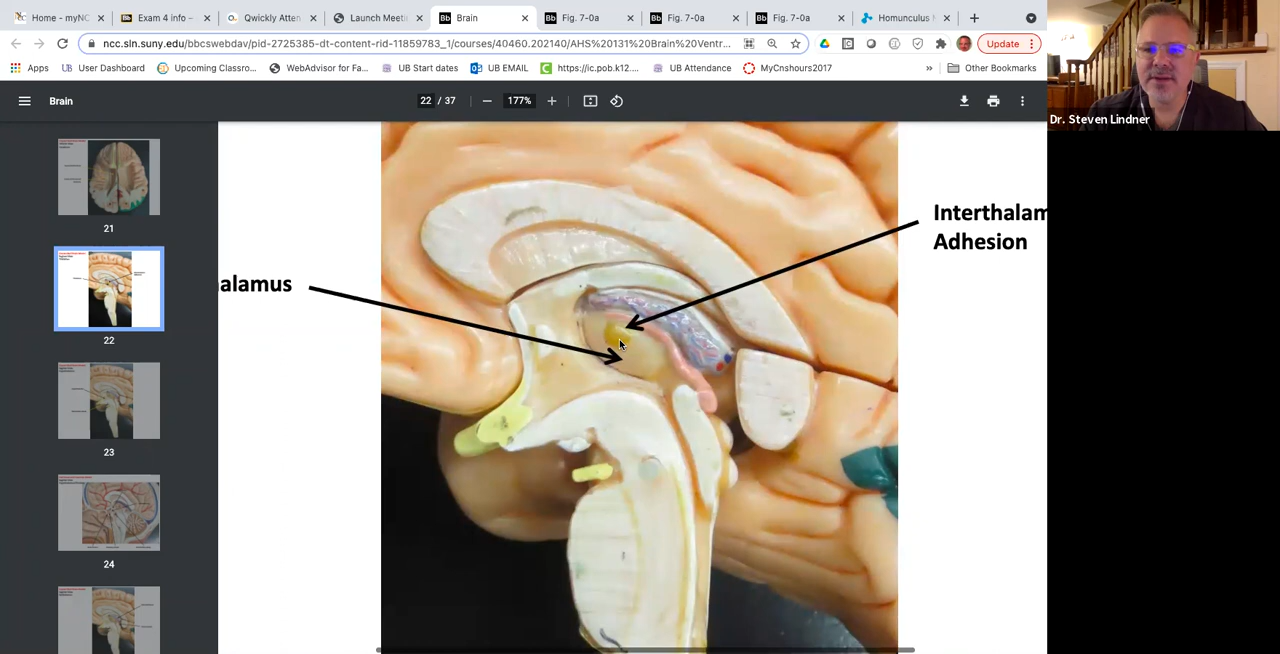 Home - myNC
Exam 4 info –
Qwickly Atten
Launch Meeti
Brain
Fig. 7-0a
Fig. 7-0a
Fig. 7-0a
Homunculus
ncc.sln.suny.edu/bbcswebdav/pid-2725385-dt-content-rid-11859783_1/courses/40460.202140/AHS%20131%20Brain%20Ventr...
Update
Apps
User Dashboard
Upcoming Classro...
WebAdvisor for Fa...
UB Start dates
UB EMAIL
https://ic.pob.k12....
UB Attendance
MyCnshours2017
»
Other Bookmarks
Brain
22 / 37
177%
Dr. Steven Lindner
21
22
23
24
Interthalam
Adhesion
alamus